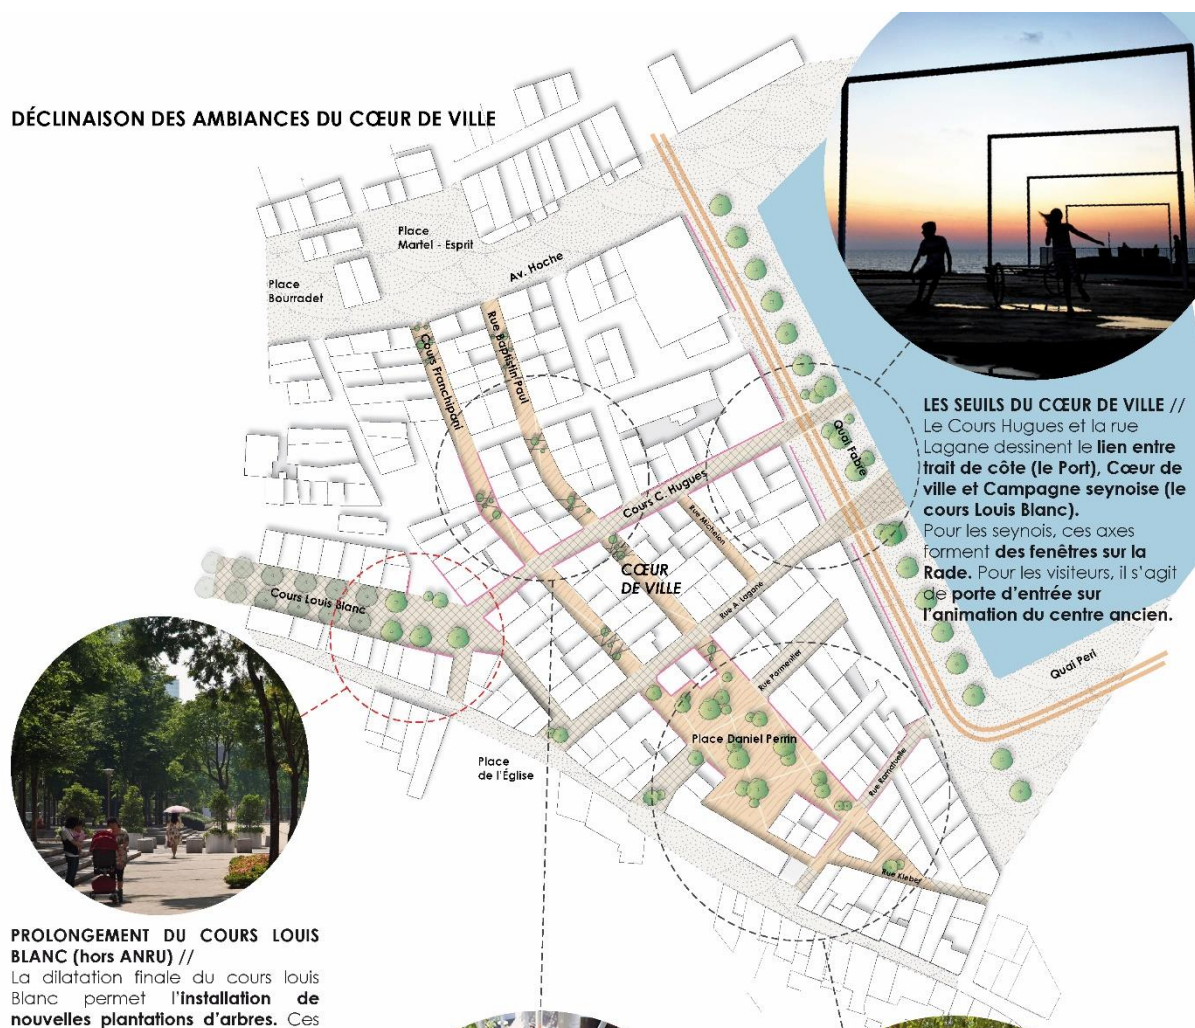 DÉCLINAISON DES AMBIANCES DU CŒUR DE VILLE
Place
Martel - Esprit
Place
Bourradet
Av. Hoche
Rue Baptistin Paul
Cours Franchipani
Quai Fabre
Cours C. Hugues
Rue Michelon
CŒUR
DE VILLE
Rue A. Lagane
Cours Louis Blanc
Rue Parmentier
Quai Peri
Place Daniel Perrin
Place
de l'Église
Rue Ramatuelle
Rue Kleber
LES SEUILS DU CŒUR DE VILLE //
Le Cours Hugues et la rue
Lagane dessinent le lien entre
trait de côte (le Port), Cœur de
ville et Campagne seynoise (le
cours Louis Blanc).
Pour les seynois, ces axes
forment des fenêtres sur la
Rade. Pour les visiteurs, il s'agit
de porte d'entrée sur
l'animation du centre ancien.
PROLONGEMENT DU COURS LOUIS
BLANC (hors ANRU) //
La dilatation finale du cours louis
Blanc permet l'installation de
nouvelles plantations d'arbres. Ces